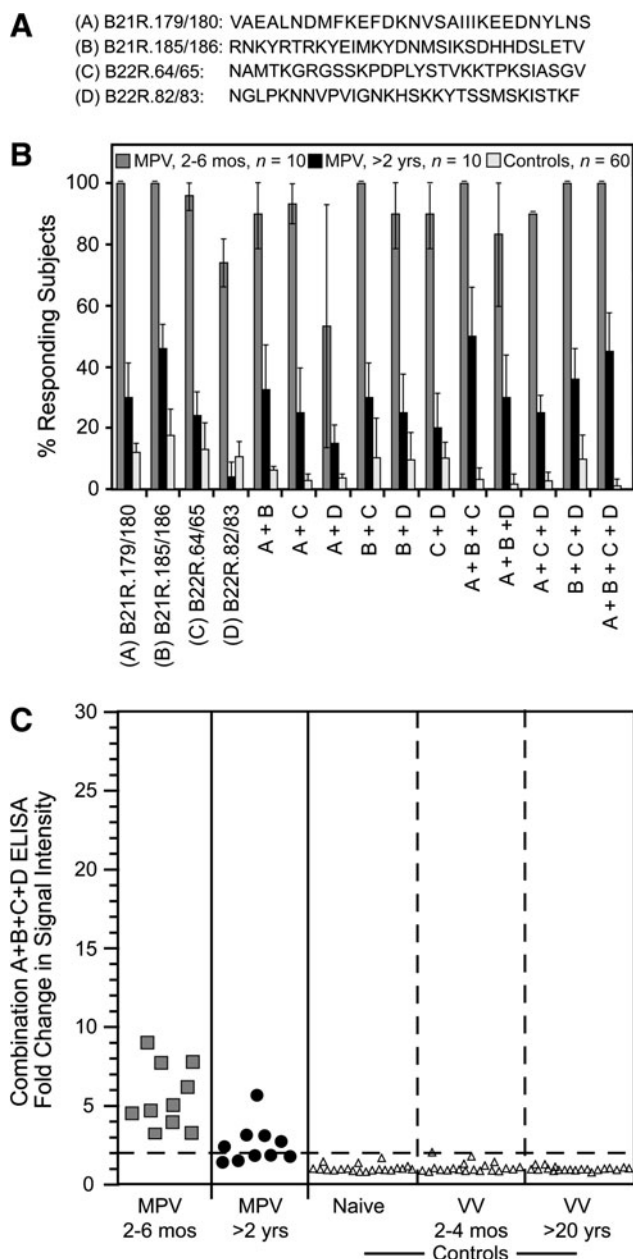 A
(A) B21R.179/180: VAEALNDMFKEFDKNVSAIIIKEEDNYLNS
(B) B21R.185/186: RNKYRTRKYEIMKYDNMSIKSDHHDSLETV
(C) B22R.64/65: NAMTKGRGSSKPDPLYSTVKKTPKSIASGV
(D) B22R.82/83: NGLPKNNVPVIGNKHSKKYTSSMSKISTKF
B
MPV, 2-6 mos, n = 10 MPV, >2 yrs, n = 10 Controls, n = 60
% Responding Subjects
100
80
60
40
20
0
(A) B21R.179/180
(B) B21R.185/186
(C) B22R.64/65
(D) B22R.82/83
A + B
A + C
A + D
B + C
B + D
C + D
A + B + C
A + B +D
A + C + D
B + C + D
A + B + C + D
C
Combination A+B+C+D ELISA
Fold Change in Signal Intensity
30
25
20
15
10
5
0
MPV
2-6 mos
MPV
>2 yrs
Naive
VV
2-4 mos
VV
>20 yrs
Controls